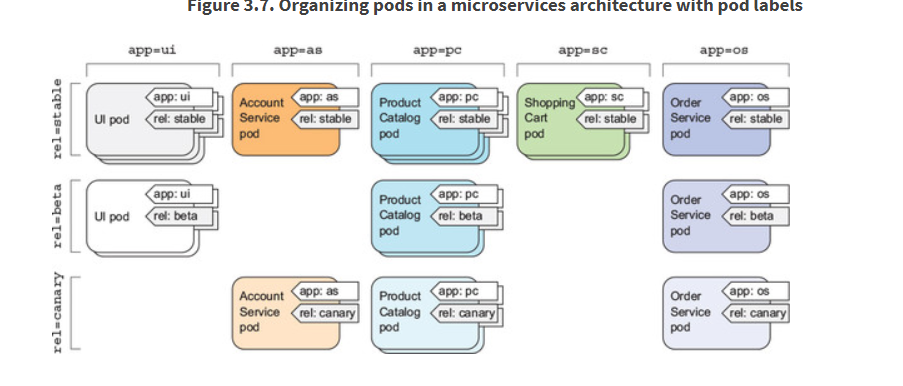 Figure 3.7. Organizing pods in a microservices architecture with pod labels
app=ui
app=as
app=pc
app=sc
app=os
rel=stable
UI pod
app: ui
rel: stable
Account
Service
pod
app: as
rel: stable
Product
Catalog
pod
app: pc
rel: stable
Shopping
Cart
pod
app: sc
rel: stable
Order
Service
pod
app: os
rel: stable
rel=beta
UI pod
app: ui
rel: beta
Product
Catalog
pod
app: pc
rel: beta
Order
Service
pod
app: os
rel: beta
rel=canary
Account
Service
pod
app: as
rel: canary
Product
Catalog
pod
app: pc
rel: canary
Order
Service
pod
app: os
rel: canary